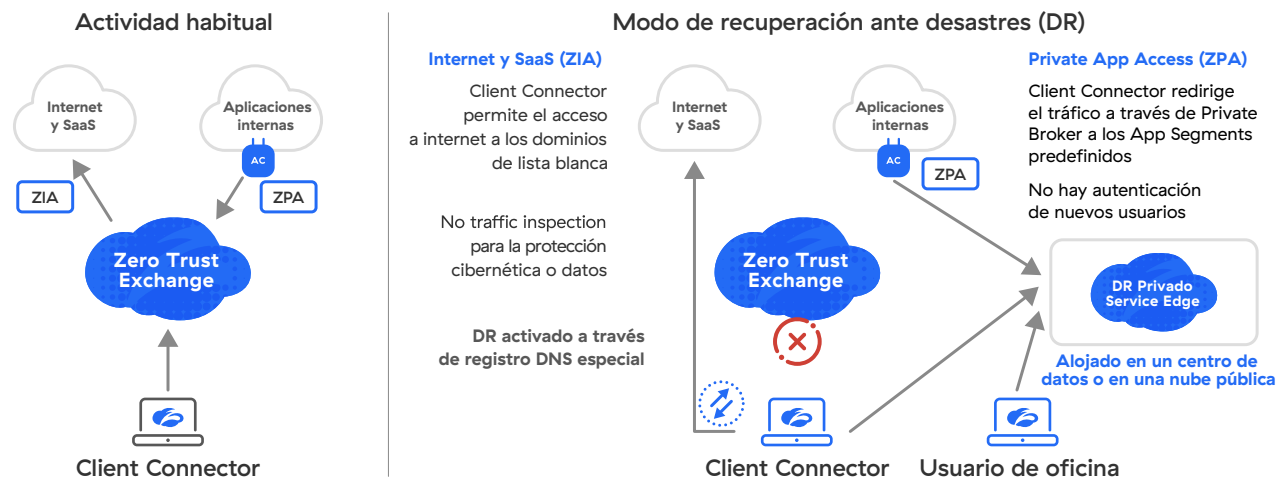 Actividad habitual
Internet
y SaaS
Aplicaciones
internas
AC
ZIA
ZPA
Zero Trust
Exchange
Client Connector
Modo de recuperación ante desastres (DR)
Internet y SaaS (ZIA)
Client Connector
permite el acceso
a internet a los dominios
de lista blanca
No traffic inspection
para la protección
cibernética o datos
DR activado a través
de registro DNS especial
Internet
y SaaS
Aplicaciones
internas
AC
ZPA
Zero Trust
Exchange
Client Connector
Private App Access (ZPA)
Client Connector redirige
el tráfico a través de Private
Broker a los App Segments
predefinidos
No hay autenticación
de nuevos usuarios
DR Privado
Service Edge
Alojado en un centro de
datos o en una nube pública
Usuario de oficina